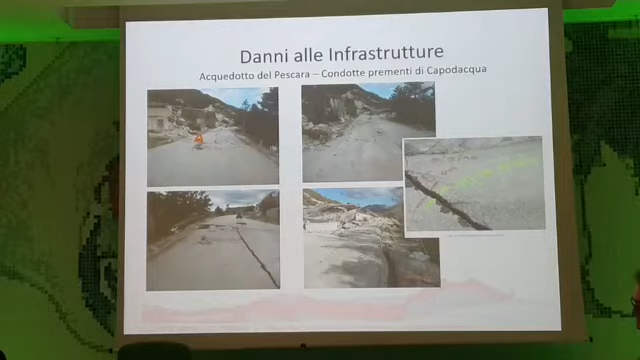 Danni alle Infrastrutture
Acquedotto del Pescara – Condotte prementi di Capodacqua